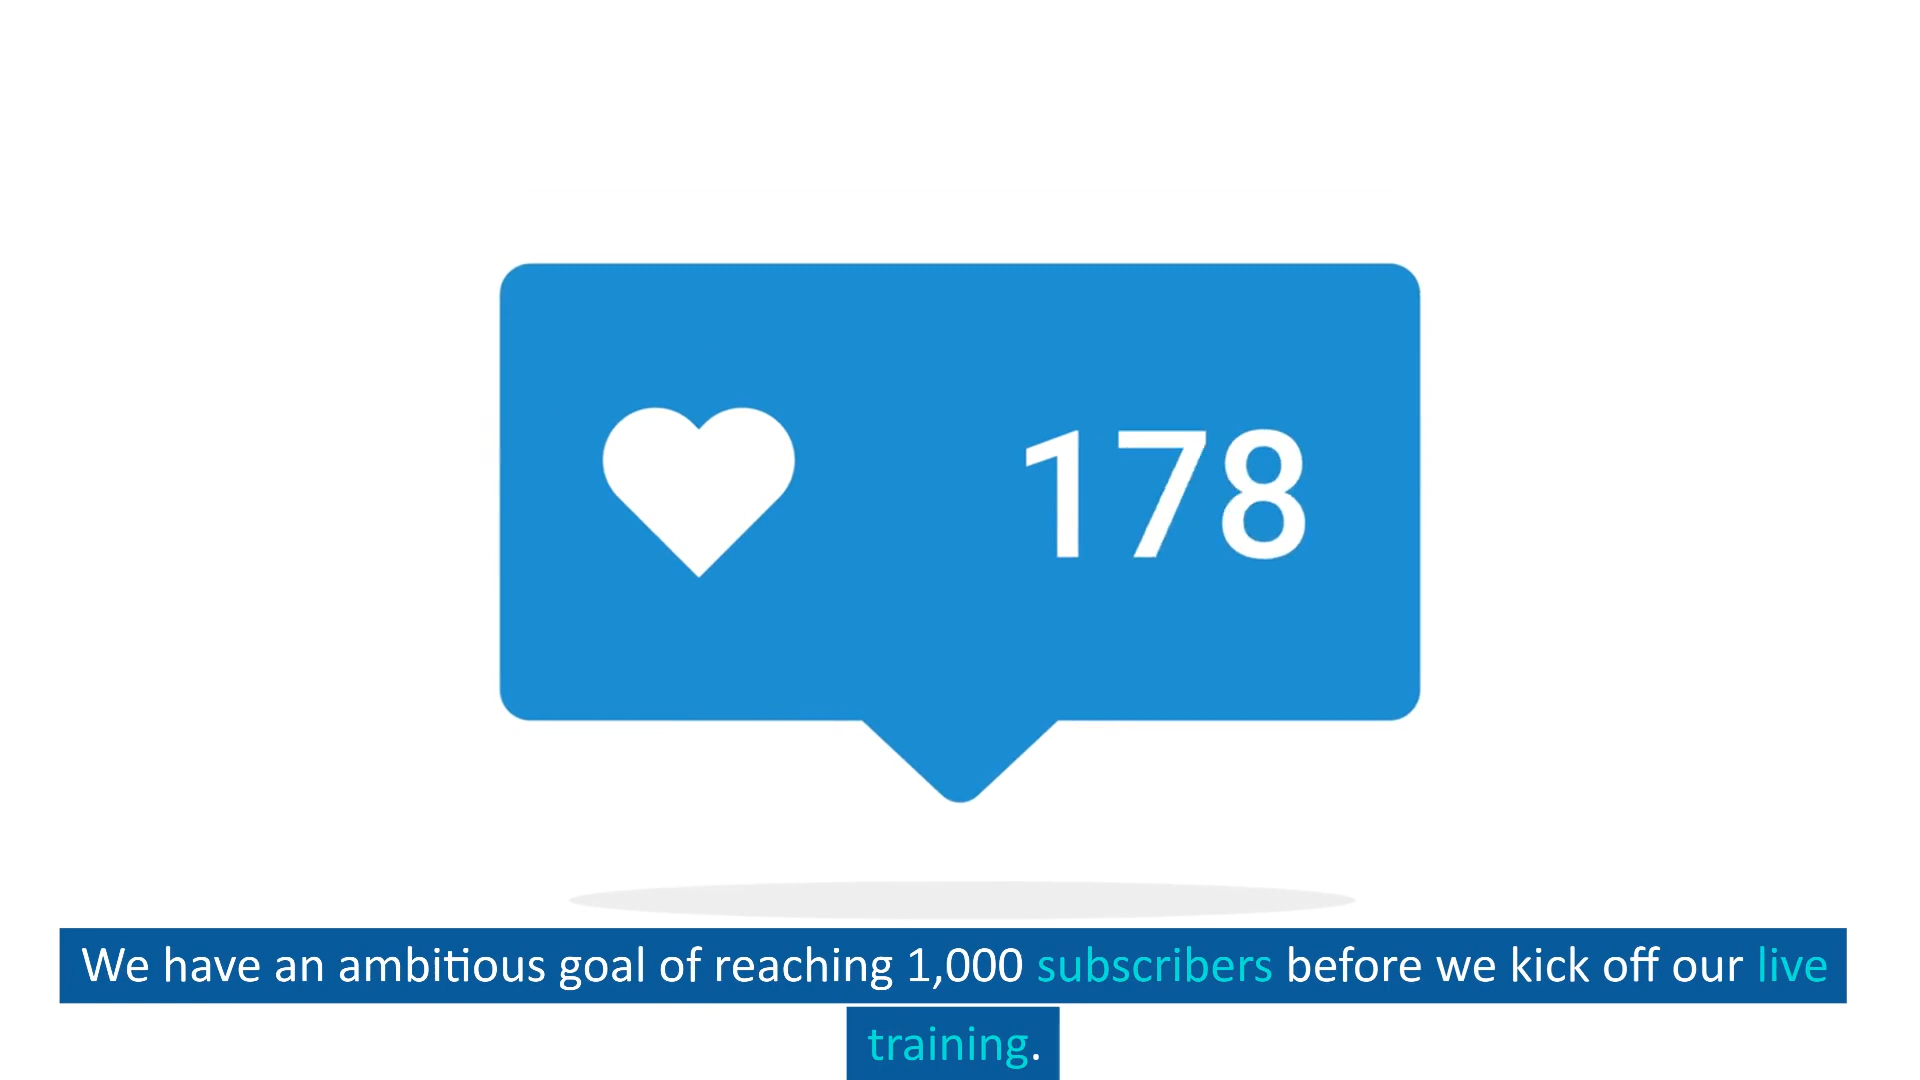 178
We have an ambitious goal of reaching 1,000 subscribers before we kick off our live
training.